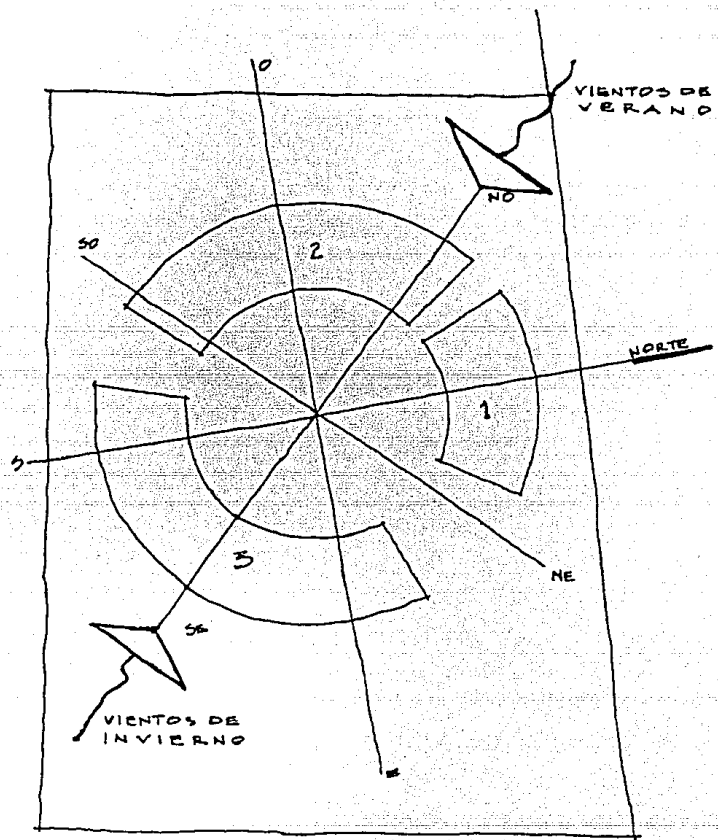 O
VIENTOS DE
VERANO
NO
SO
2
NORTE
1
S
3
NE
SE
VIENTOS DE
INVIERNO
E